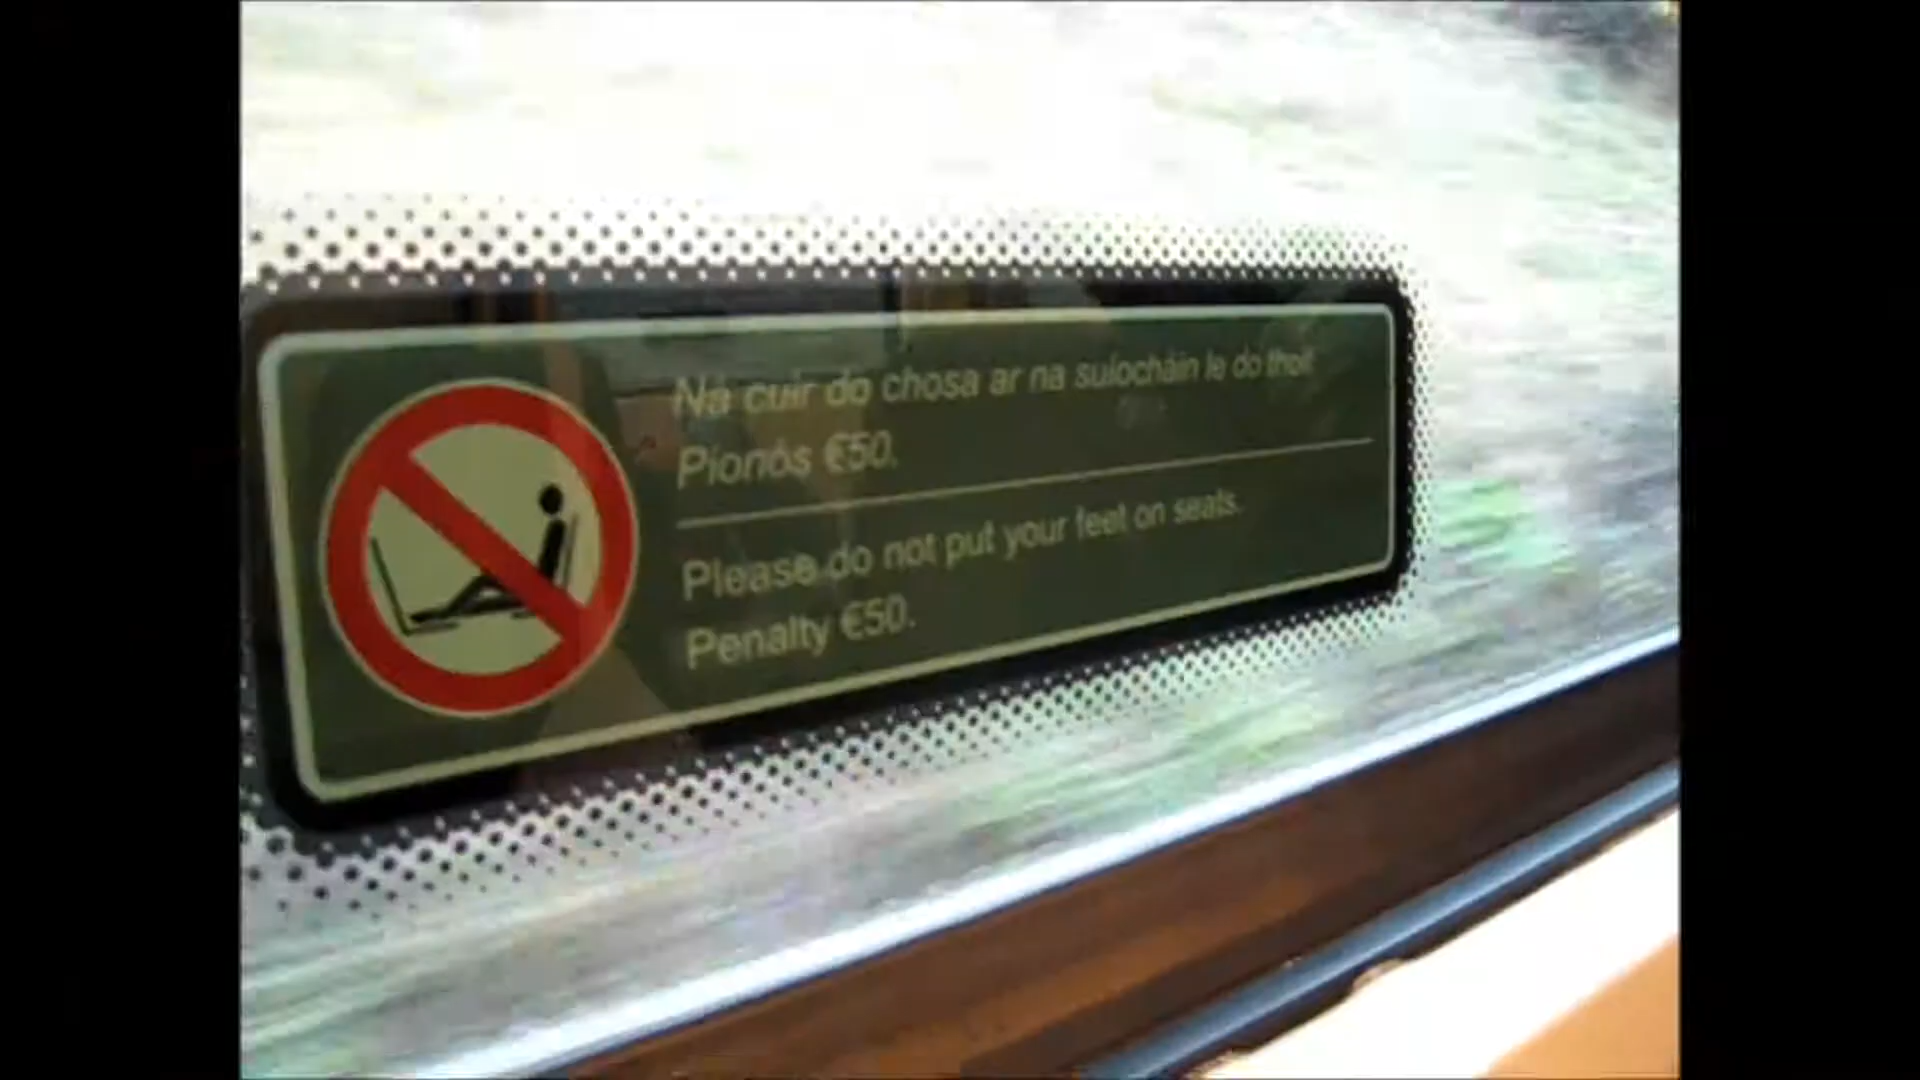 Ná cuir do chosa ar na suíocháin le do thoil
Píonós €50.
Please do not put your feet on seats.
Penalty €50.